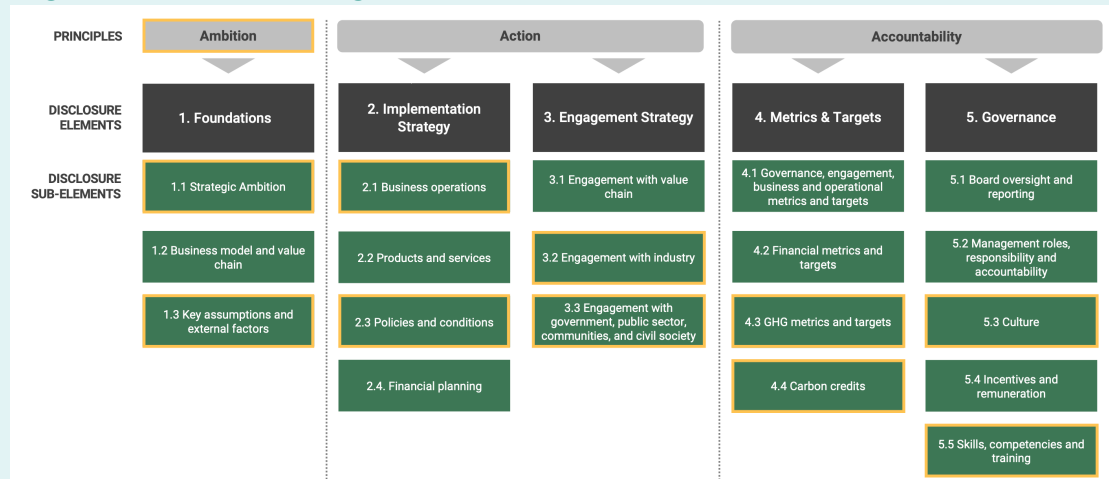 PRINCIPLES
Ambition
Action
Accountability
DISCLOSURE
ELEMENTS
1. Foundations
2. Implementation
Strategy
3. Engagement Strategy
4. Metrics & Targets
5. Governance
DISCLOSURE
SUB-ELEMENTS
1.1 Strategic Ambition
2.1 Business operations
3.1 Engagement with value
chain
4.1 Governance, engagement,
business and operational
metrics and targets
5.1 Board oversight and
reporting
1.2 Business model and value
chain
2.2 Products and services
3.2 Engagement with industry
4.2 Financial metrics and
targets
5.2 Management roles,
responsibility and
accountability
1.3 Key assumptions and
external factors
2.3 Policies and conditions
3.3 Engagement with
government, public sector,
communities, and civil society
4.3 GHG metrics and targets
5.3 Culture
2.4. Financial planning
4.4 Carbon credits
5.4 Incentives and
remuneration
5.5 Skills, competencies and
training